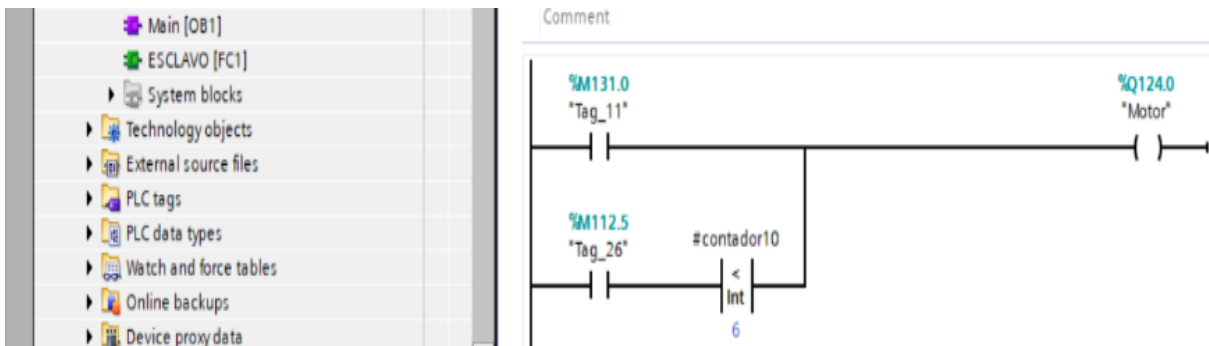 Main [OB1]
ESCLAVO [FC1]
System blocks
Technology objects
External source files
PLC tags
PLC data types
Watch and force tables
Online backups
Device proxy data
Comment
%M131.0
"Tag_11"
%Q124.0
"Motor"
%M112.5
"Tag_26"
#contador10
<
Int
6